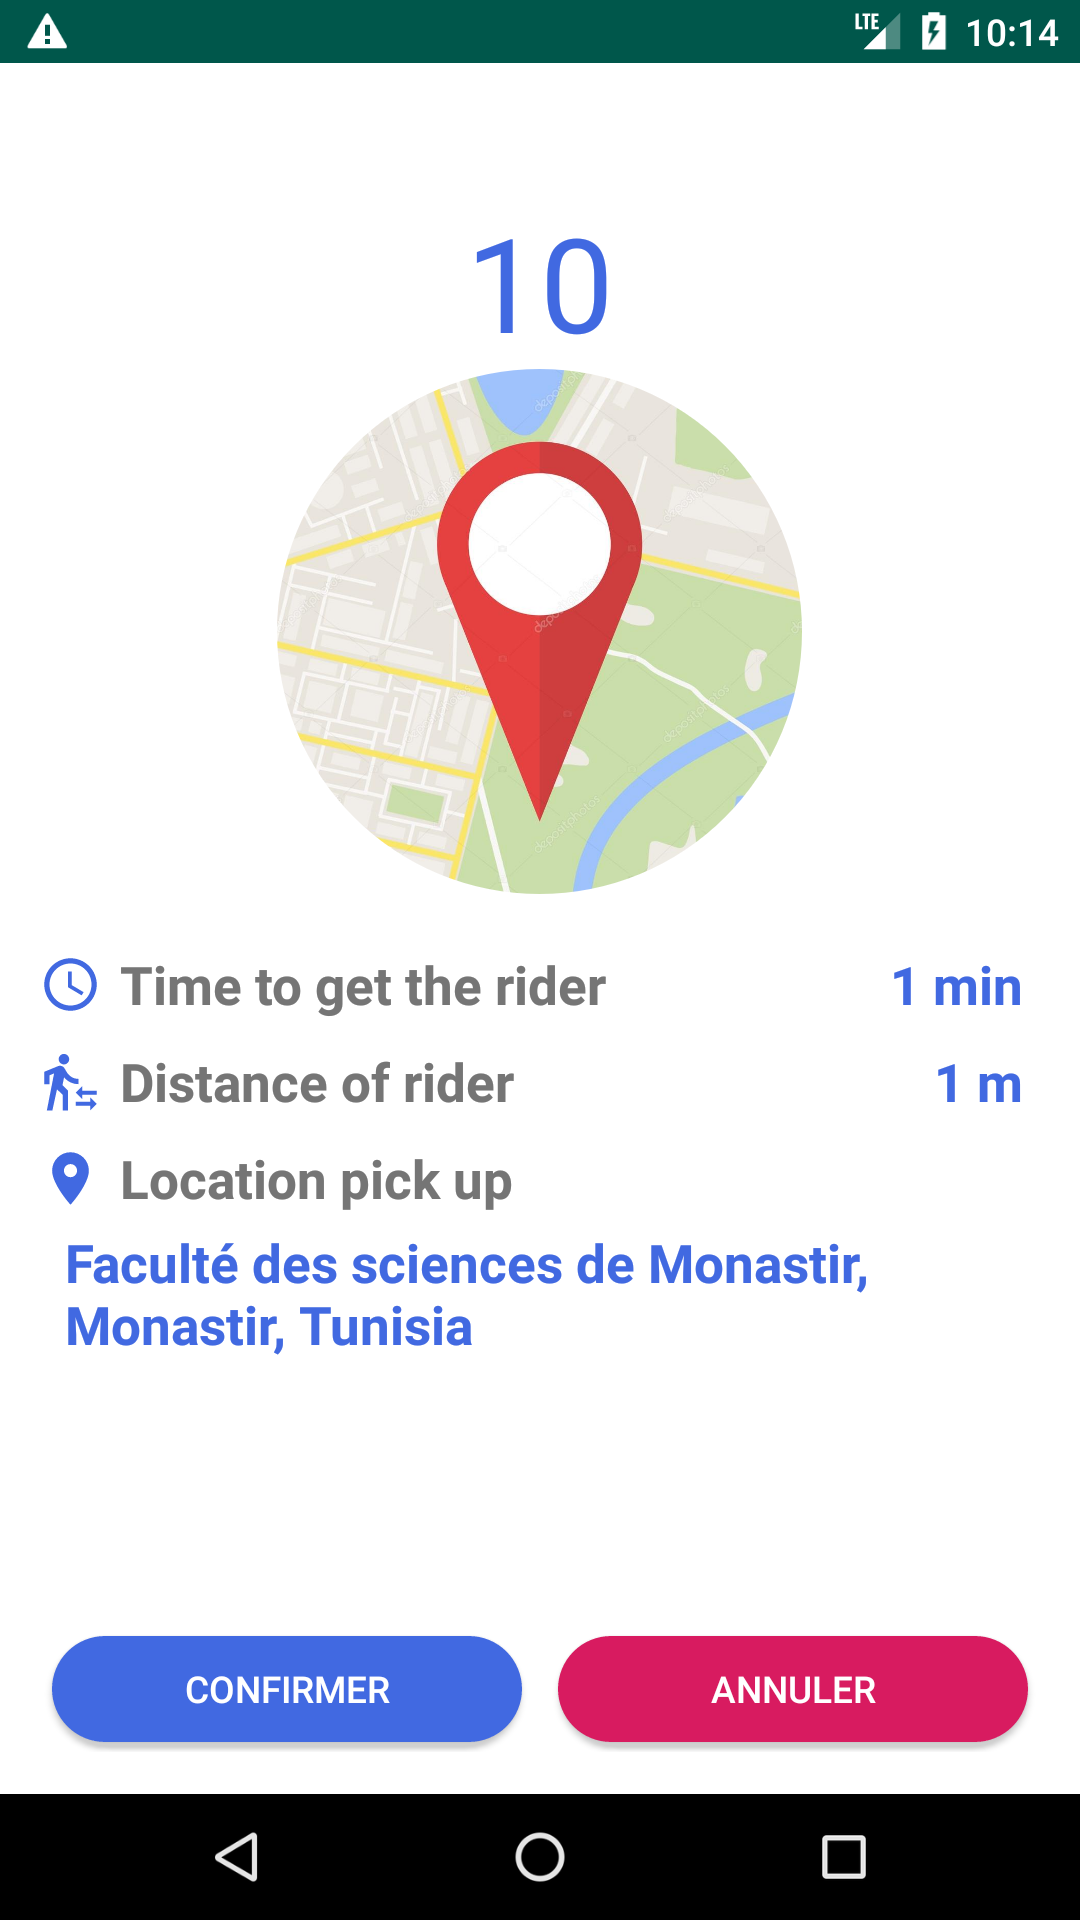 LTE 10:14
10
depositphotos
Time to get the rider 1 min
Distance of rider 1 m
Location pick up
Faculté des sciences de Monastir,
Monastir, Tunisia
CONFIRMER ANNULER